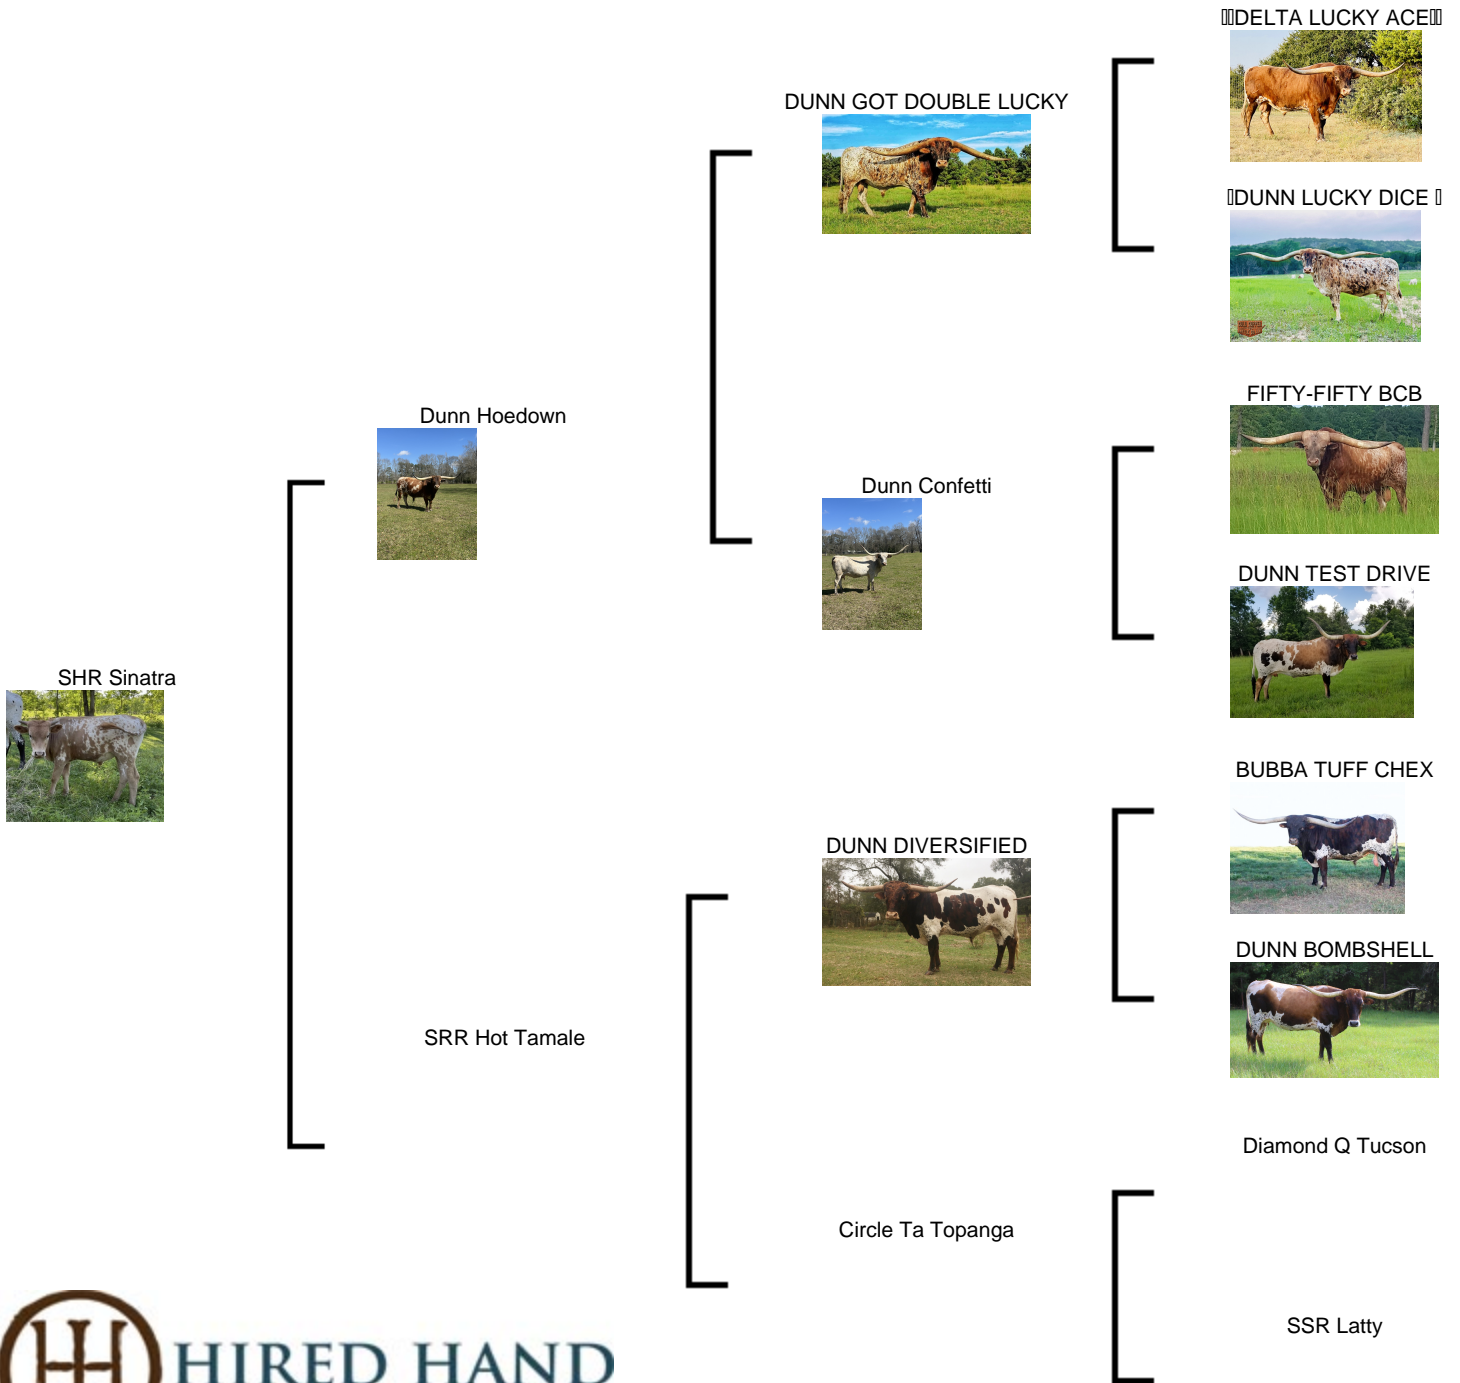 DELTA LUCKY ACE
DUNN GOT DOUBLE LUCKY
DUNN LUCKY DICE
FIFTY-FIFTY BCB
Dunn Hoedown
Dunn Confetti
DUNN TEST DRIVE
SHR Sinatra
BUBBA TUFF CHEX
DUNN DIVERSIFIED
DUNN BOMBSHELL
SRR Hot Tamale
Diamond Q Tucson
Circle Ta Topanga
SSR Latty
HIRED HAND